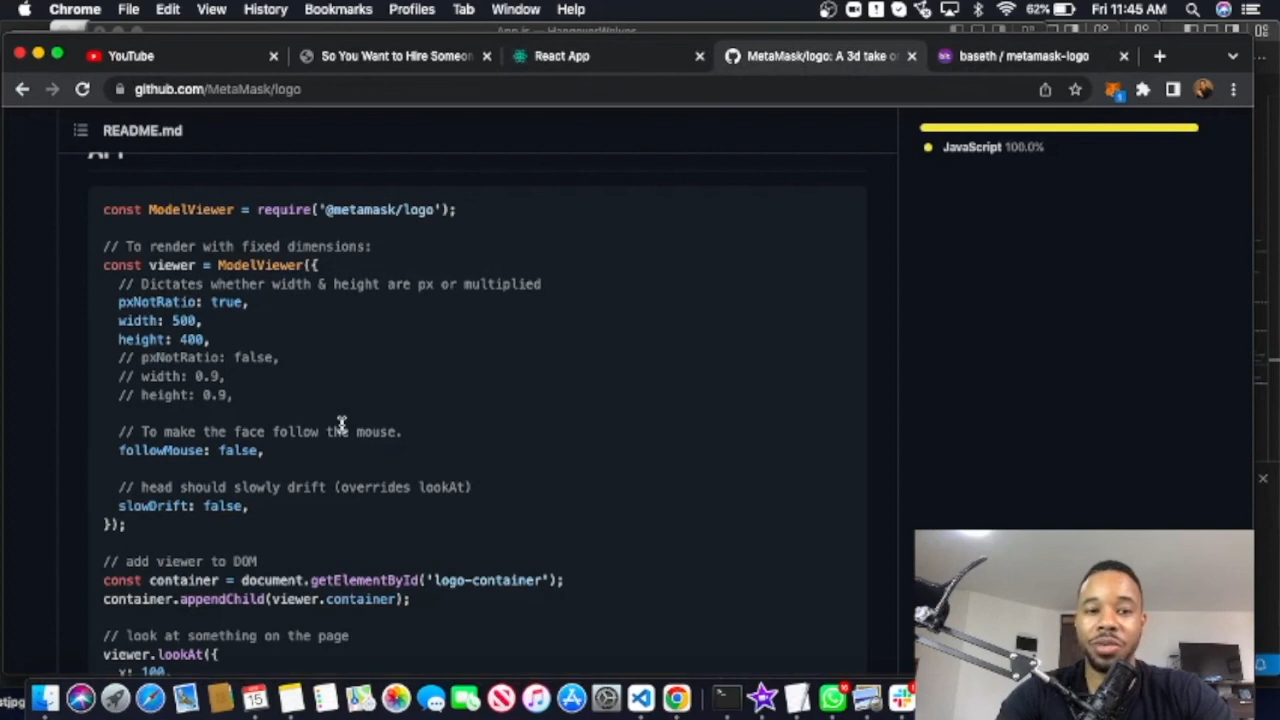 Chrome File Edit View History Bookmarks Profiles Tab Window Help 62% Fri 11:45 AM
YouTube So You Want to Hire Someon React App MetaMask/logo: A 3d take o baseth / metamask-logo
github.com/MetaMask/logo
README.md
API
JavaScript 100.0%
const ModelViewer = require('@metamask/logo');
// To render with fixed dimensions:
const viewer = ModelViewer({
// Dictates whether width & height are px or multiplied
pxNotRatio: true,
width: 500,
height: 400,
// pxNotRatio: false,
// width: 0.9,
// height: 0.9,
// To make the face follow the mouse.
followMouse: false,
// head should slowly drift (overrides lookAt)
slowDrift: false,
});
// add viewer to DOM
const container = document.getElementById('logo-container');
container.appendChild(viewer.container);
// look at something on the page
viewer.lookAt({
x: 100,